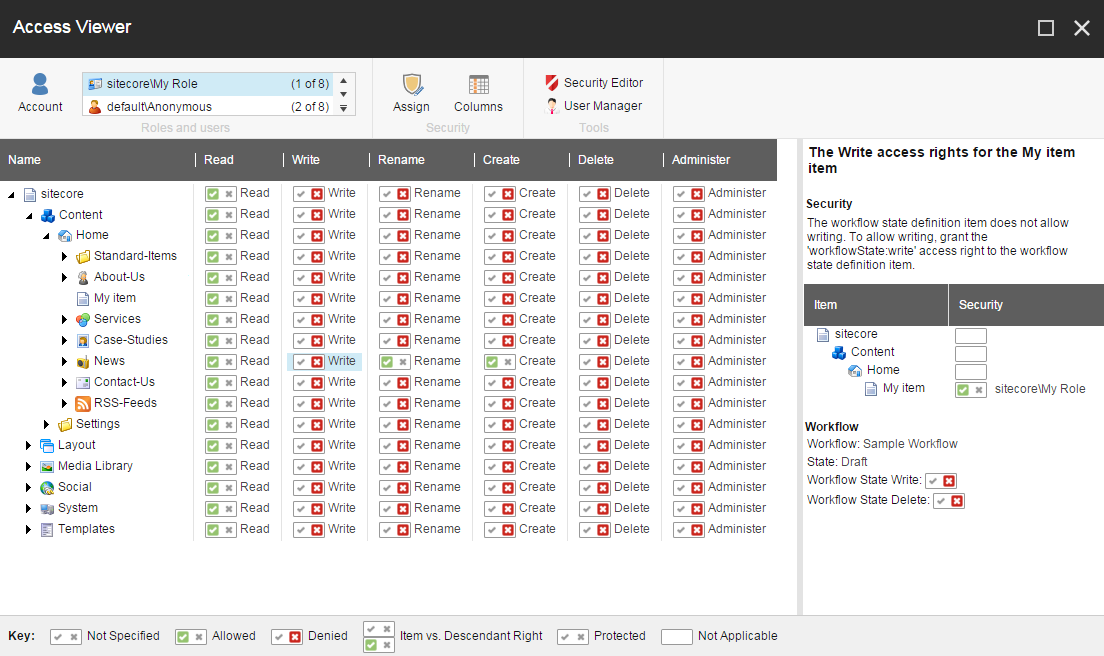 Access Viewer
Account
sitecore\My Role (1 of 8)
default\Anonymous (2 of 8)
Roles and users
Assign
Columns
Security
Security Editor
User Manager
Tools
Name Read Write Rename Create Delete Administer
sitecore Read Write Rename Create Delete Administer
Content Read Write Rename Create Delete Administer
Home Read Write Rename Create Delete Administer
Standard-Items Read Write Rename Create Delete Administer
About-Us Read Write Rename Create Delete Administer
My item Read Write Rename Create Delete Administer
Services Read Write Rename Create Delete Administer
Case-Studies Read Write Rename Create Delete Administer
News Read Write Rename Create Delete Administer
Contact-Us Read Write Rename Create Delete Administer
RSS-Feeds Read Write Rename Create Delete Administer
Settings Read Write Rename Create Delete Administer
Layout Read Write Rename Create Delete Administer
Media Library Read Write Rename Create Delete Administer
Social Read Write Rename Create Delete Administer
System Read Write Rename Create Delete Administer
Templates Read Write Rename Create Delete Administer
The Write access rights for the My item
item
Security
The workflow state definition item does not allow
writing. To allow writing, grant the
'workflowState:write' access right to the workflow
state definition item.
Item Security
sitecore
Content
Home
My item sitecore\My Role
Workflow
Workflow: Sample Workflow
State: Draft
Workflow State Write:
Workflow State Delete:
Key: Not Specified Allowed Denied Item vs. Descendant Right Protected Not Applicable